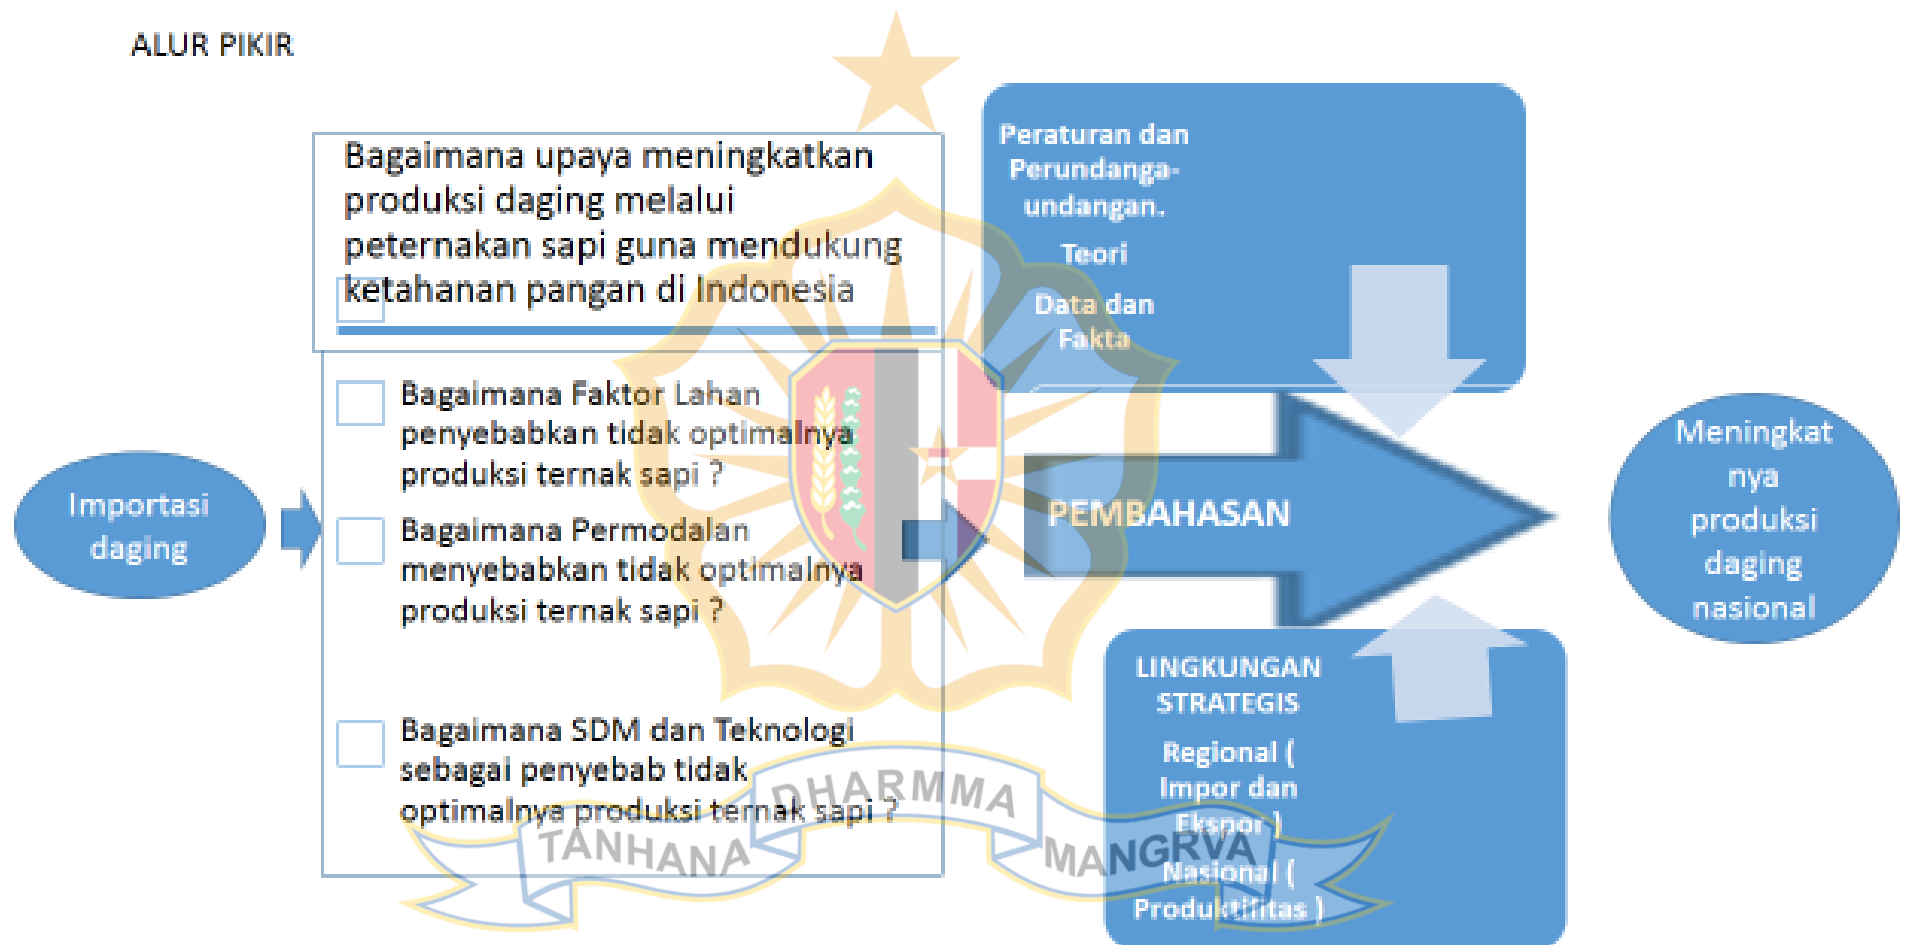 ALUR PIKIR
Bagaimana upaya meningkatkan
produksi daging melalui
peternakan sapi guna mendukung
ketahanan pangan di Indonesia
Bagaimana Faktor Lahan
penyebabkan tidak optimalnya
produksi ternak sapi ?
Bagaimana Permodalan
menyebabkan tidak optimalnya
produksi ternak sapi ?
Bagaimana SDM dan Teknologi
sebagai penyebab tidak
optimalnya produksi ternak sapi ?
Importasi
daging
Peraturan dan
Perundanga-
undangan.
Teori
Data dan
Fakta
PEMBAHASAN
LINGKUNGAN
STRATEGIS
Regional (
Impor dan
Ekspor )
Nasional (
Produktifitas )
Meningkat
nya
produksi
daging
nasional
TANHANA
DHARMMA
MANGRVA